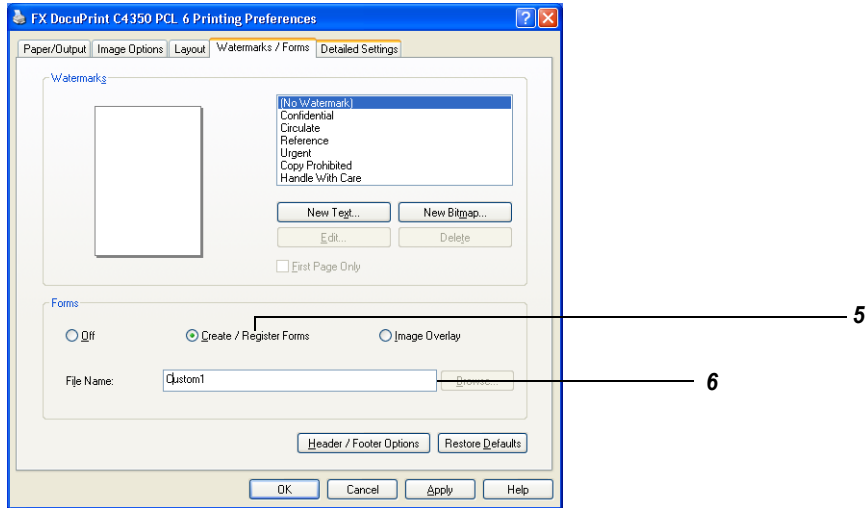 FX DocuPrint C4350 PCL 6 Printing Preferences
Paper/Output Image Options Layout Watermarks / Forms Detailed Settings
Watermarks
(No Watermark)
Confidential
Circulate
Reference
Urgent
Copy Prohibited
Handle With Care
New Text... New Bitmap...
Edit... Delete
First Page Only
Forms
Off Create / Register Forms Image Overlay 5
File Name: Custom1 Browse... 6
Header / Footer Options Restore Defaults
OK Cancel Apply Help